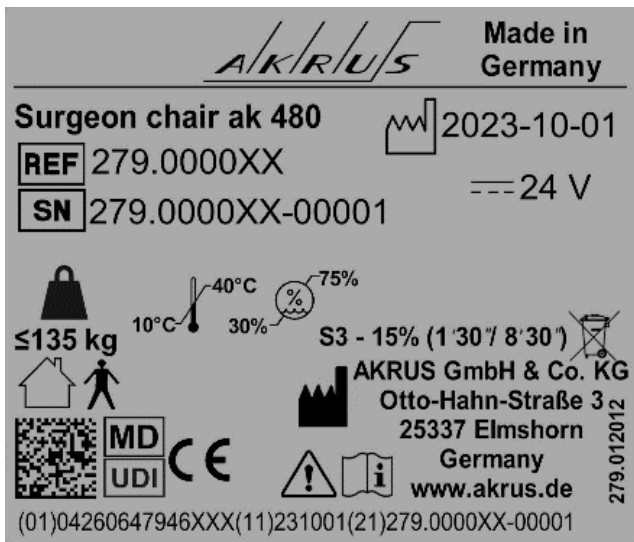 AKRUS
Made in
Germany
Surgeon chair ak 480
2023-10-01
REF 279.0000XX
24 V
SN 279.0000XX-00001
40°C
75%
%
10°C
30%
≤135 kg
S3 - 15% (1´30˝/ 8´30˝)
AKRUS GmbH & Co. KG
Otto-Hahn-Straße 3
25337 Elmshorn
Germany
www.akrus.de
279.012012
MD
UDI
CE
i
(01)04260647946XXX(11)231001(21)279.0000XX-00001